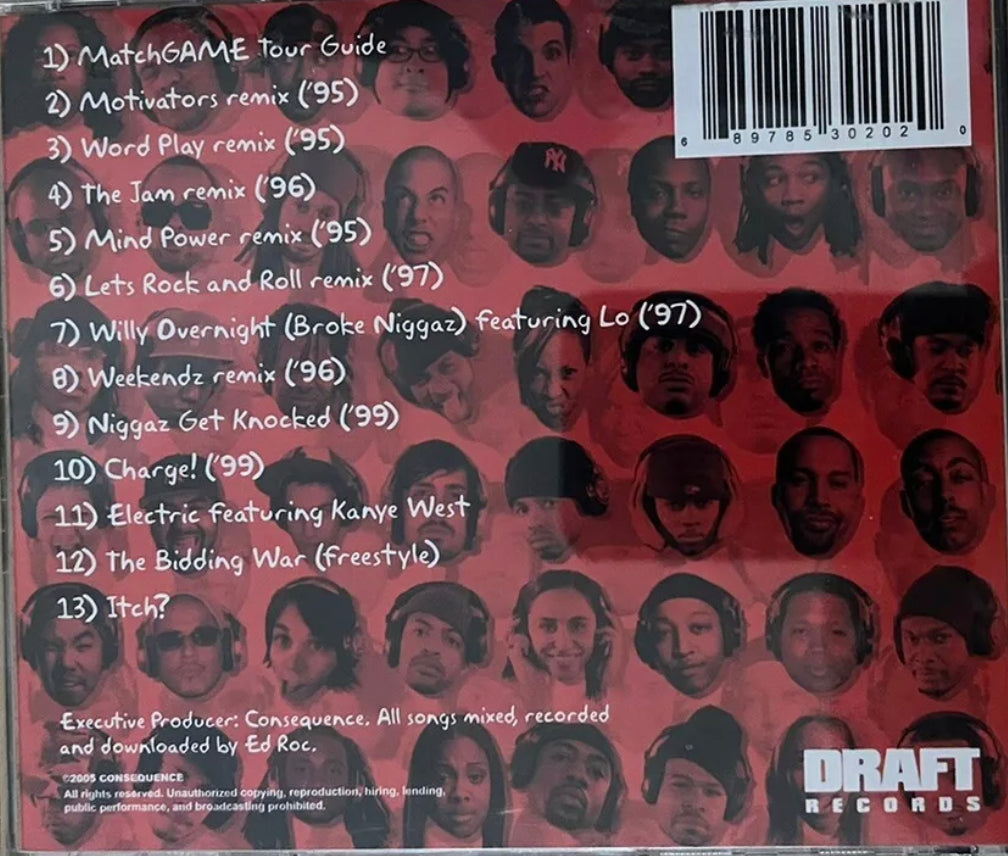 1) MatchGAME Tour Guide
2) Motivators remix ('95)
3) Word Play remix ('95)
4) The Jam remix ('96)
5) Mind Power remix ('95)
6) Lets Rock and Roll remix ('97)
7) Willy Overnight (Broke Niggaz) featuring Lo ('97)
8) Weekendz remix ('96)
9) Niggaz Get Knocked ('99)
10) Charge! ('99)
11) Electric featuring Kanye West
12) The Bidding War (freestyle)
13) Itch?
6 89785 30202 0
NY
Executive Producer: Consequence. All songs mixed, recorded
and downloaded by Ed Roc.
©2005 CONSEQUENCE
All rights reserved. Unauthorized copying, reproduction, hiring, lending,
public performance, and broadcasting prohibited.
DRAFT
RECORDS